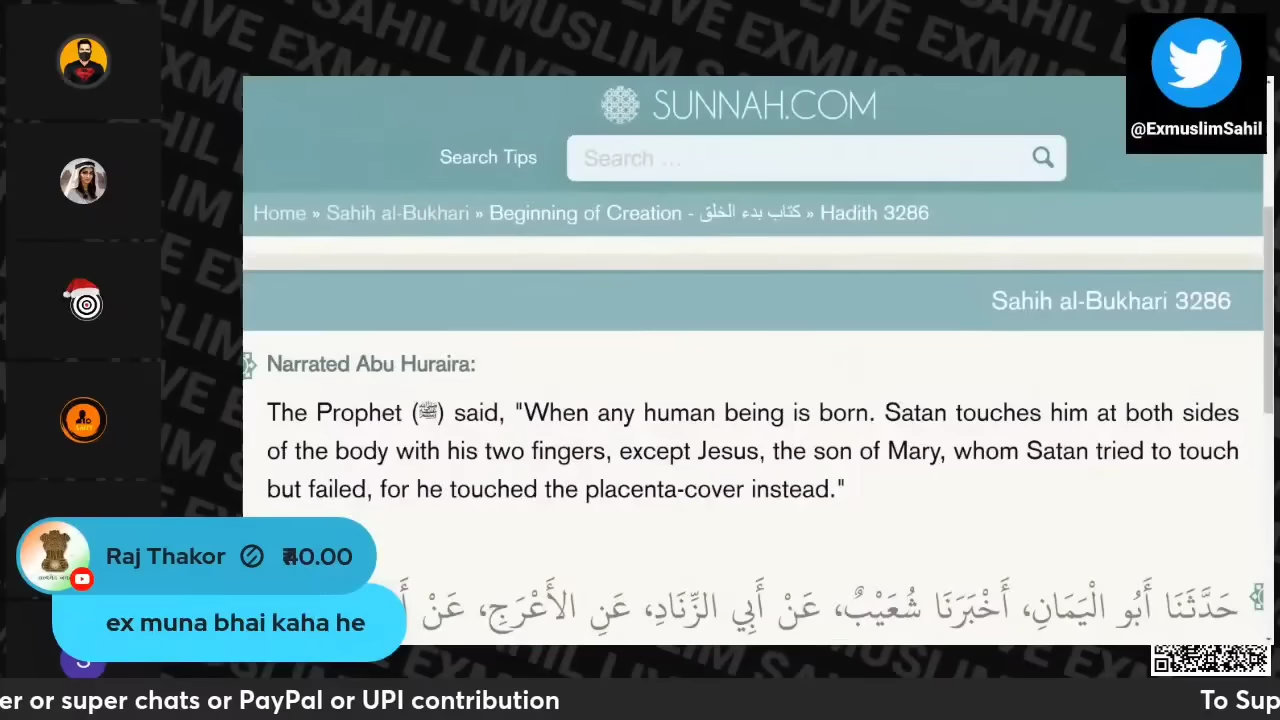 @ExmuslimSahil
SUNNAH.COM
Search Tips
Search ...
Home » Sahih al-Bukhari » Beginning of Creation - كتاب بدء الخلق » Hadith 3286
Sahih al-Bukhari 3286
Narrated Abu Huraira:
The Prophet (ﷺ) said, "When any human being is born. Satan touches him at both sides
of the body with his two fingers, except Jesus, the son of Mary, whom Satan tried to touch
but failed, for he touched the placenta-cover instead."
حَدَّثَنَا أَبُو الْيَمَانِ، أَخْبَرَنَا شُعَيْبٌ، عَنْ أَبِي الزِّنَادِ، عَنِ الأَعْرَجِ، عَنْ
Raj Thakor ₹40.00
ex muna bhai kaha he
er or super chats or PayPal or UPI contribution
To Sup